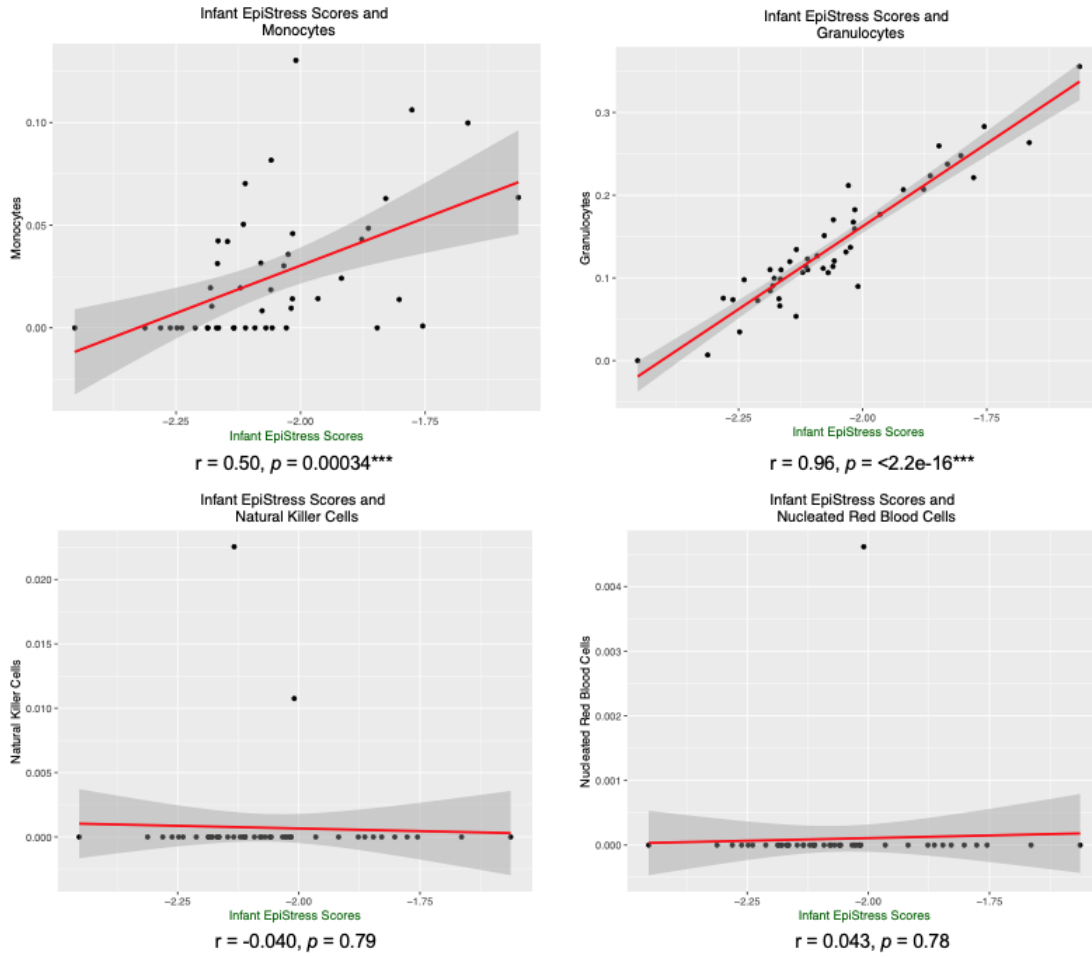 Infant EpiStress Scores and
Monocytes
Monocytes
0.10
0.05
0.00
−2.25
−2.00
−1.75
Infant EpiStress Scores
r = 0.50, p = 0.00034***
Infant EpiStress Scores and
Granulocytes
Granulocytes
0.3
0.2
0.1
0.0
−2.25
−2.00
−1.75
Infant EpiStress Scores
r = 0.96, p = <2.2e-16***
Infant EpiStress Scores and
Natural Killer Cells
Natural Killer Cells
0.020
0.015
0.010
0.005
0.000
−2.25
−2.00
−1.75
Infant EpiStress Scores
r = -0.040, p = 0.79
Infant EpiStress Scores and
Nucleated Red Blood Cells
Nucleated Red Blood Cells
0.004
0.003
0.002
0.001
0.000
−2.25
−2.00
−1.75
Infant EpiStress Scores
r = 0.043, p = 0.78